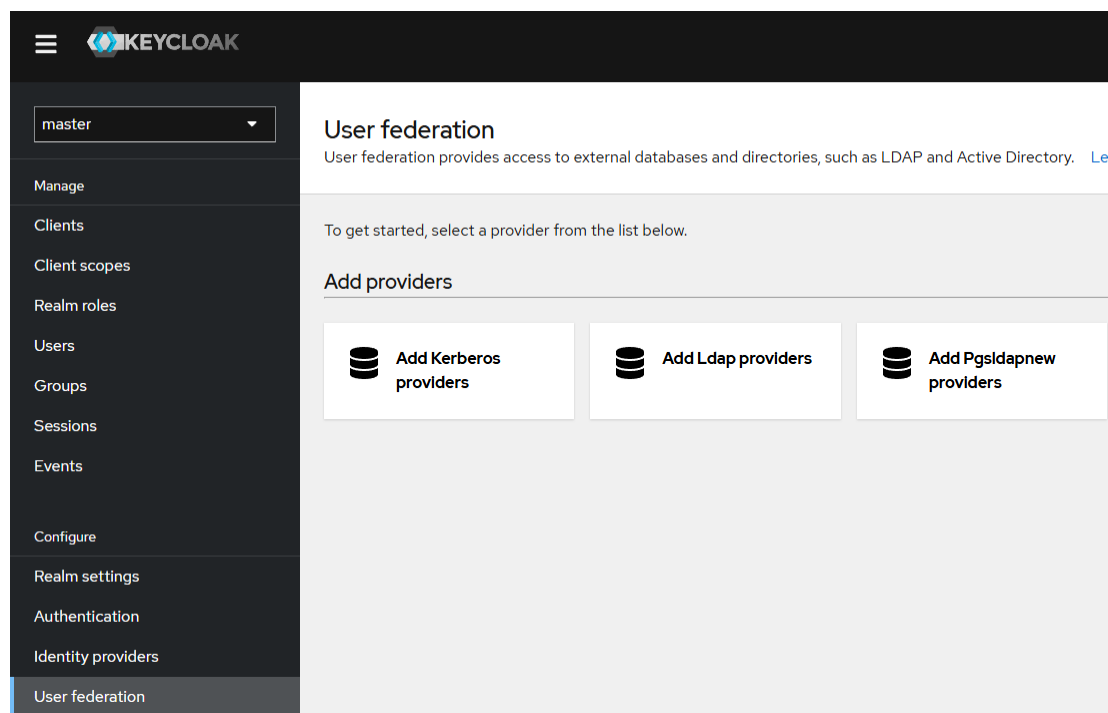 KEYCLOAK
master
Manage
Clients
Client scopes
Realm roles
Users
Groups
Sessions
Events
Configure
Realm settings
Authentication
Identity providers
User federation
User federation
User federation provides access to external databases and directories, such as LDAP and Active Directory. Le
To get started, select a provider from the list below.
Add providers
Add Kerberos
providers
Add Ldap providers
Add Pgsldapnew
providers